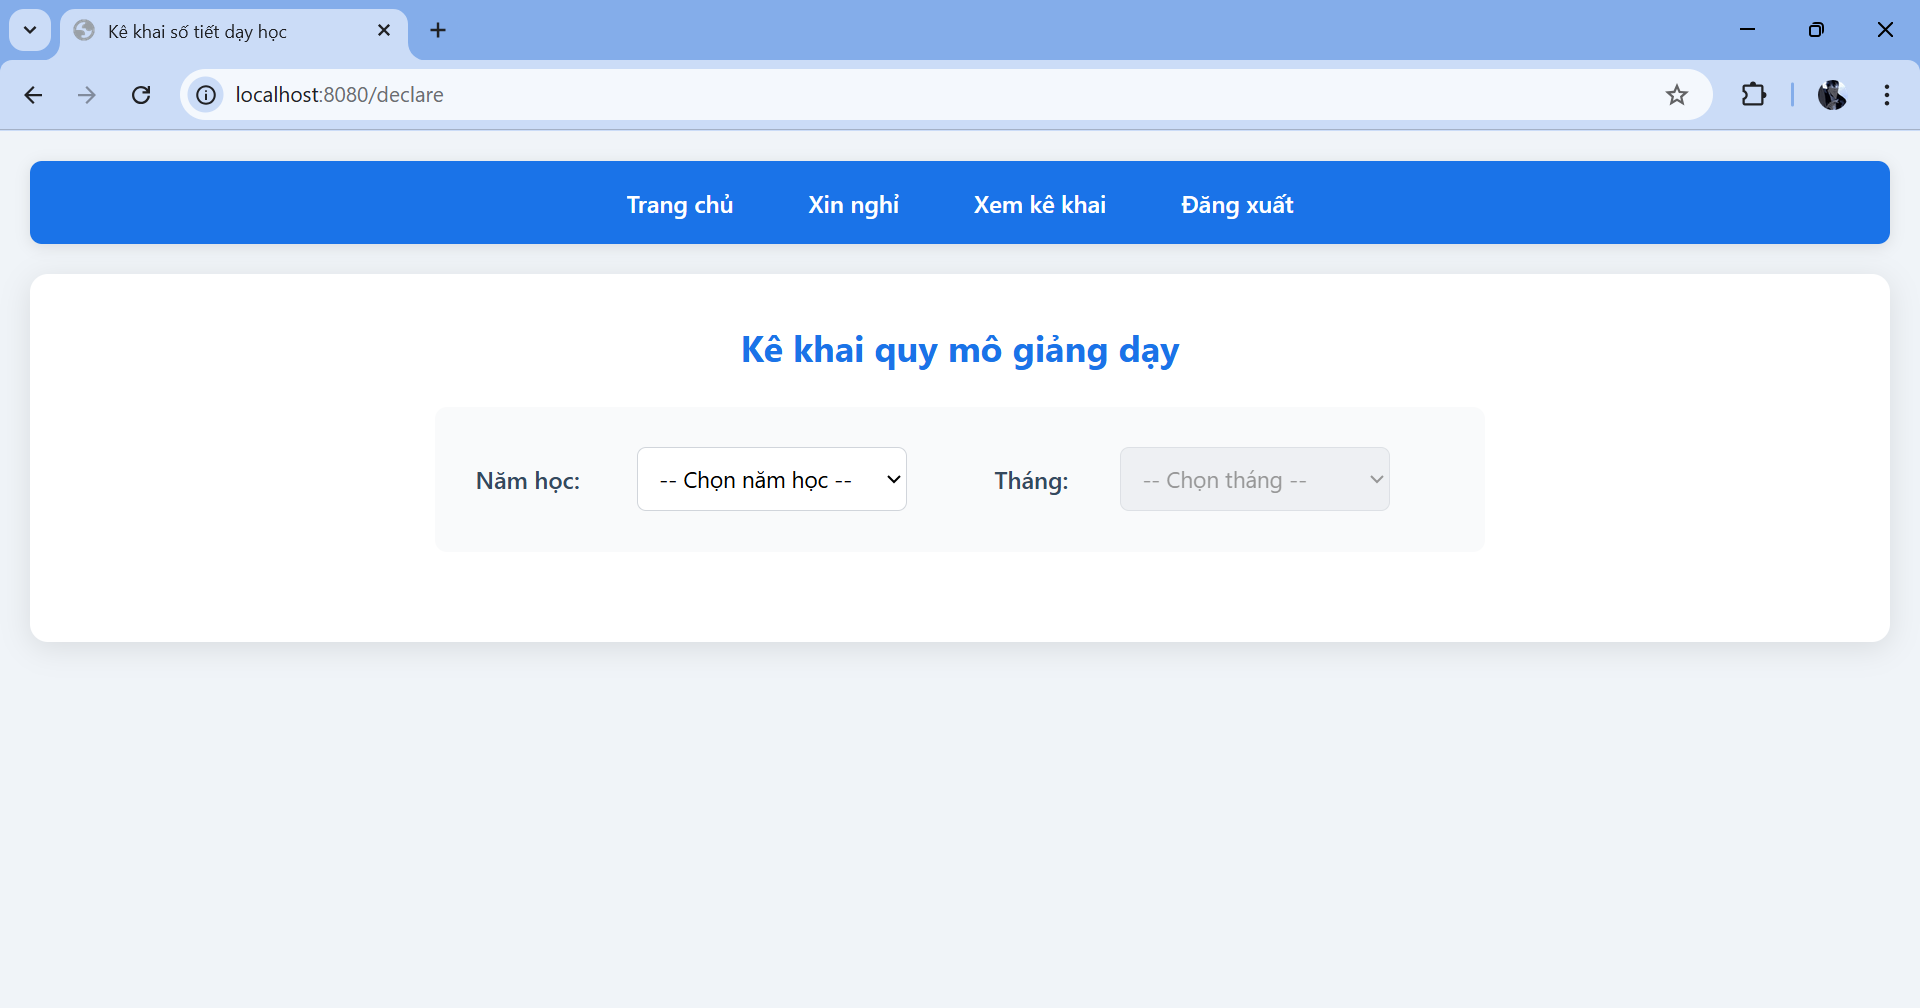 Kê khai số tiết dạy học
localhost:8080/declare
Trang chủ Xin nghỉ Xem kê khai Đăng xuất
Kê khai quy mô giảng dạy
Năm học: -- Chọn năm học -- Tháng: -- Chọn tháng --